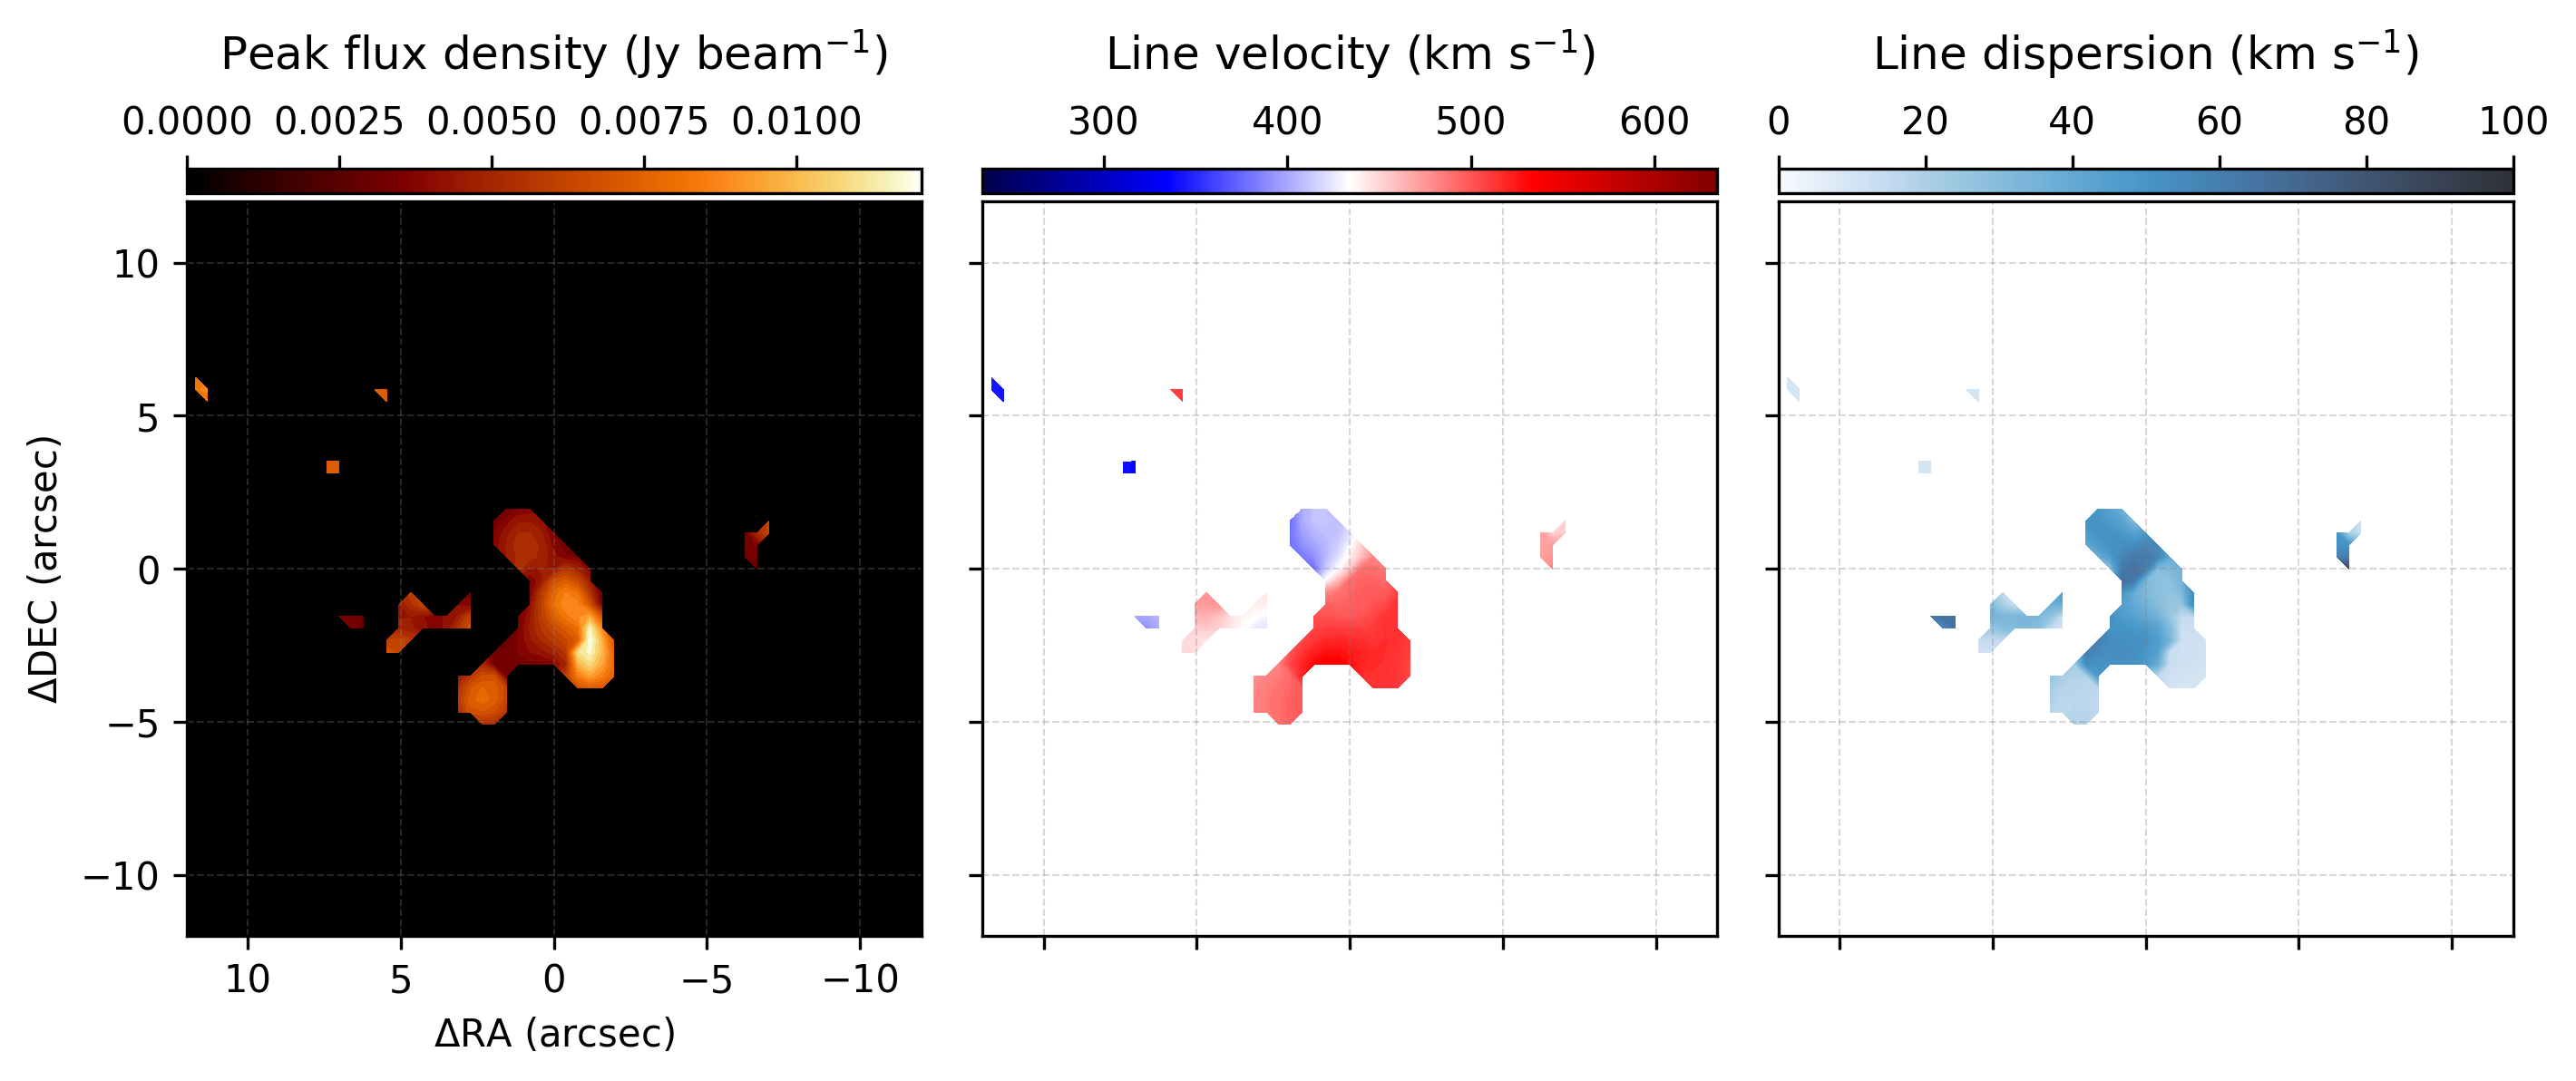 Peak flux density (Jy beam⁻¹)
Line velocity (km s⁻¹)
Line dispersion (km s⁻¹)
0.0000 0.0025 0.0050 0.0075 0.0100
300 400 500 600
0 20 40 60 80 100
10
5
0
−5
−10
ΔDEC (arcsec)
10 5 0 −5 −10
ΔRA (arcsec)